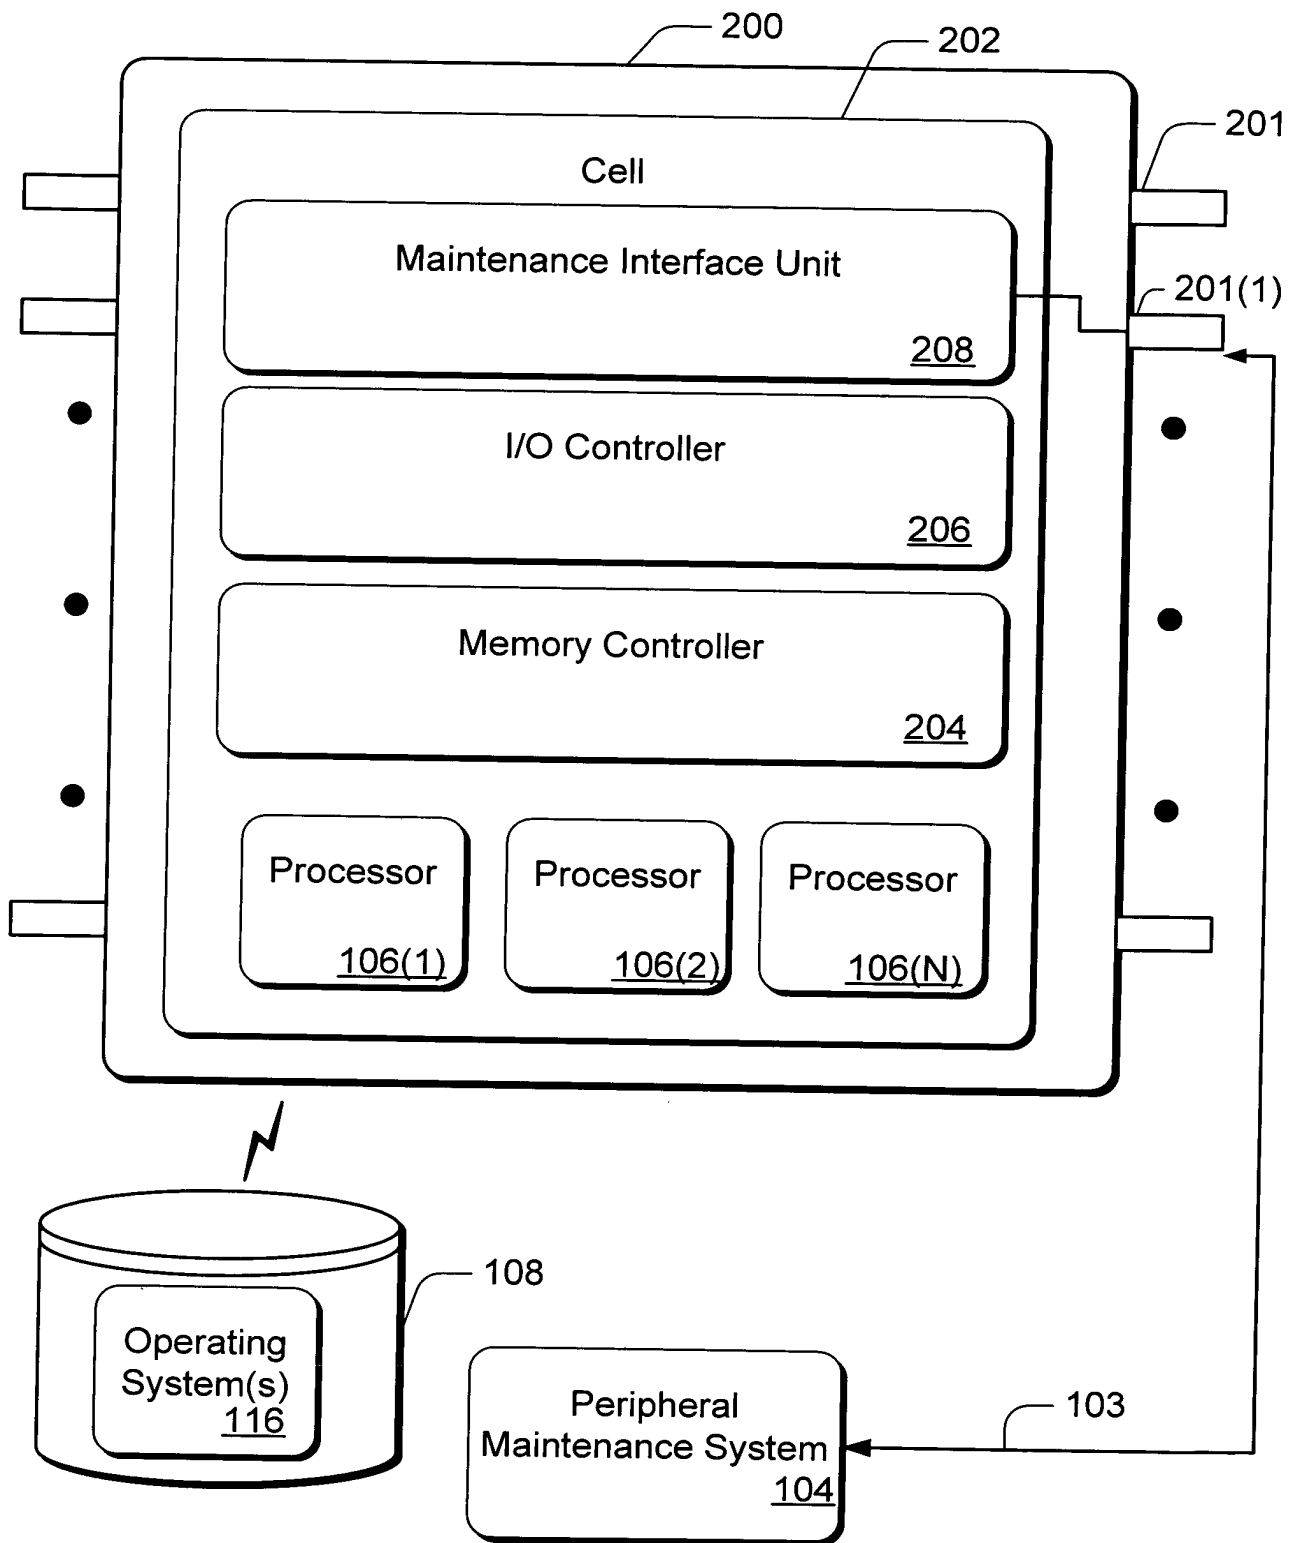 200
202
201
Cell
Maintenance Interface Unit
208
201(1)
I/O Controller
206
Memory Controller
204
Processor
106(1)
Processor
106(2)
Processor
106(N)
108
Operating
System(s)
116
Peripheral
Maintenance System
104
103